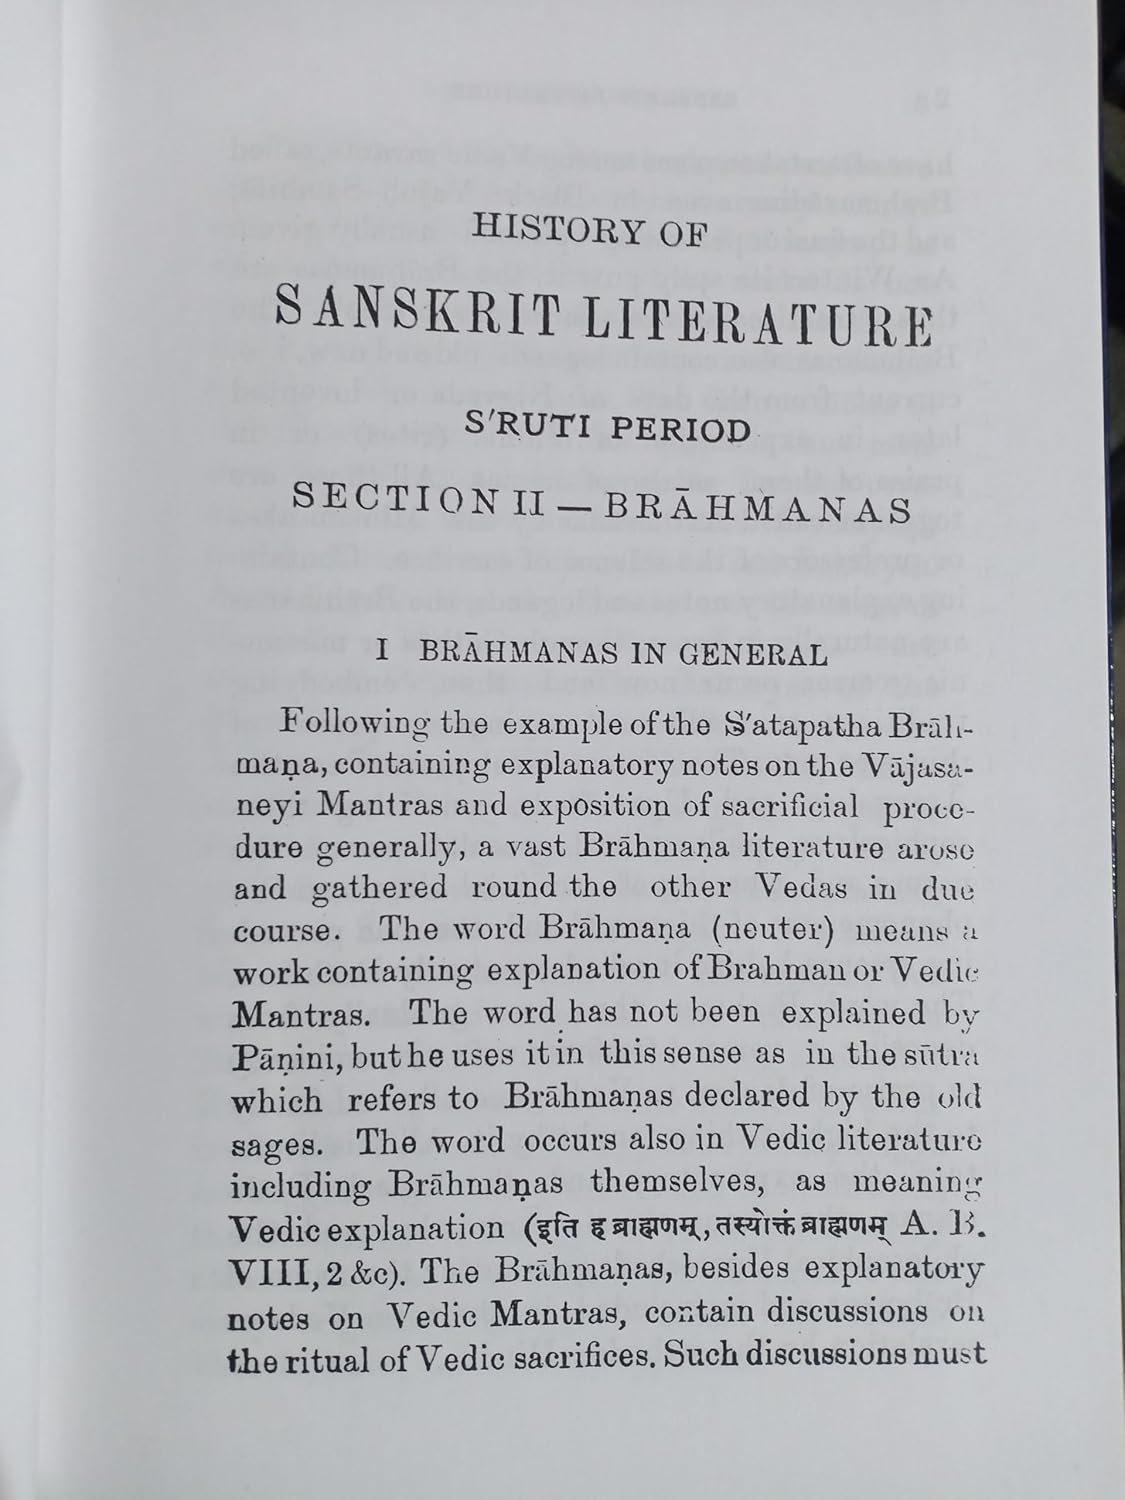 HISTORY OF
SANSKRIT LITERATURE
S'RUTI PERIOD
SECTION II — BRĀHMANAS
I BRĀHMANAS IN GENERAL
Following the example of the S'atapatha Brāh-
maṇa, containing explanatory notes on the Vājasa-
neyi Mantras and exposition of sacrificial proce-
dure generally, a vast Brāhmaṇa literature arose
and gathered round the other Vedas in due
course. The word Brāhmaṇa (neuter) means a
work containing explanation of Brahman or Vedic
Mantras. The word has not been explained by
Pāṇini, but he uses it in this sense as in the sūtra
which refers to Brāhmaṇas declared by the old
sages. The word occurs also in Vedic literature
including Brāhmaṇas themselves, as meaning
Vedic explanation (इति ह ब्राह्मणम्, तस्योक्तं ब्राह्मणम् A. B.
VIII, 2 &c). The Brāhmaṇas, besides explanatory
notes on Vedic Mantras, contain discussions on
the ritual of Vedic sacrifices. Such discussions must